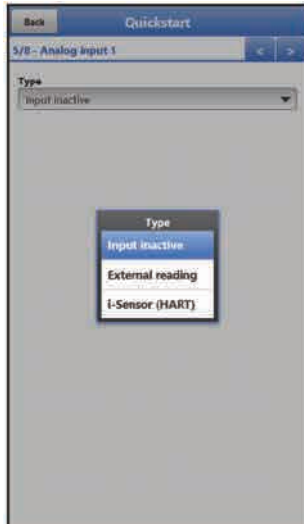 Back
Quickstart
5/8 - Analog input 1
< >
Type
Input inactive
Type
Input inactive
External reading
i-Sensor (HART)